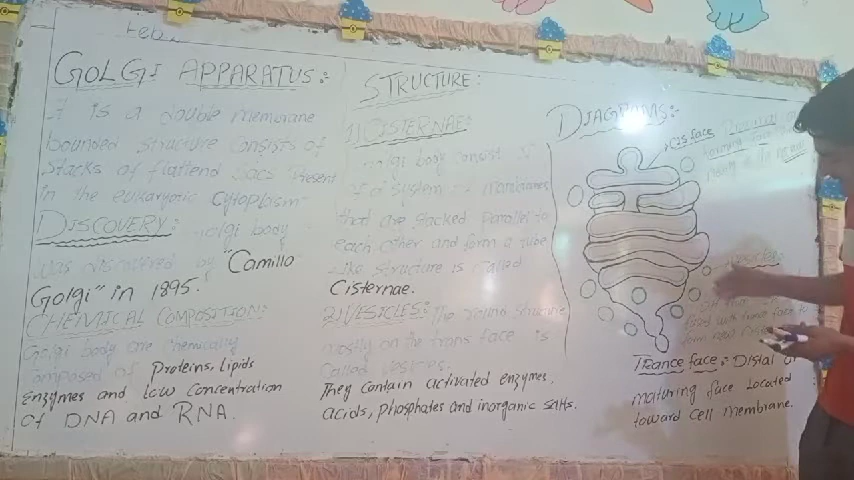 Feb
GOLGI APPARATUS:
it is a double membrane
bounded structure consists of
Stacks of flattend Sacs Present
in the eukaryotic cytoplasm
DISCOVERY: Golgi body
was discovered by "Camillo
Golgi" in 1895.
CHEMICAL COMPOSITION:
Golgi body are chemically
composed of Proteins, lipids
enzymes and low concentration
of DNA and RNA.
STRUCTURE:
1) CISTERNAE:
Golgi body consist
of system
that are stacked parallel to
each other and form a tube
like structure is called
Cisternae.
2) VESICLES: The
mostly on the trans face is
called vesicles.
They contain activated enzymes,
acids, phosphates and inorganic salts.
DIAGRAMS:
Cis face
Vesicles
form new
Trance face: Distal or
maturing face located
toward cell membrane.